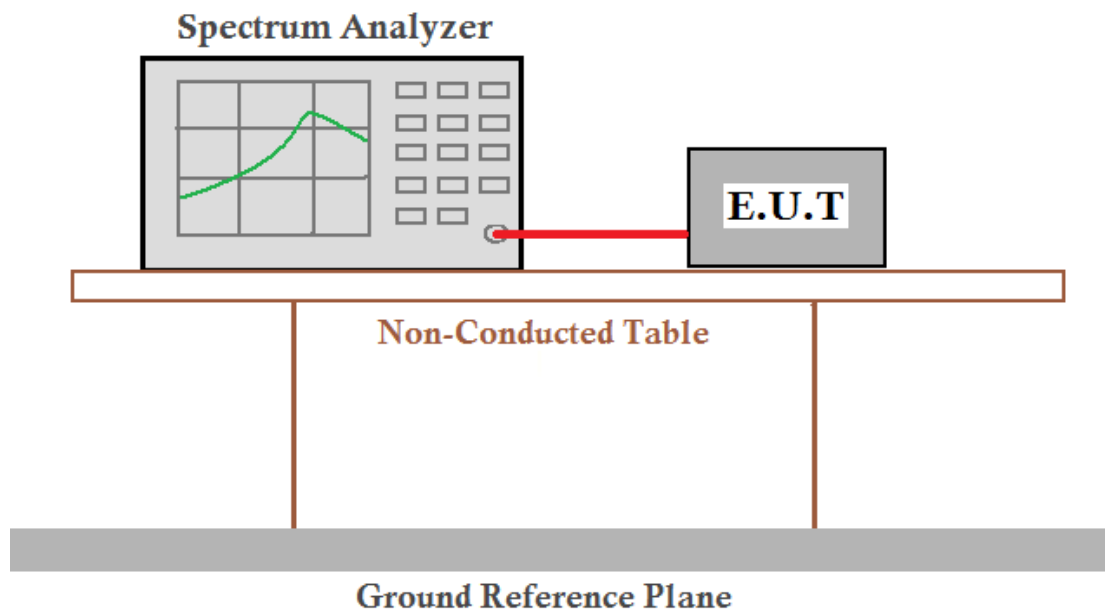 Spectrum Analyzer
E.U.T
Non-Conducted Table
Ground Reference Plane